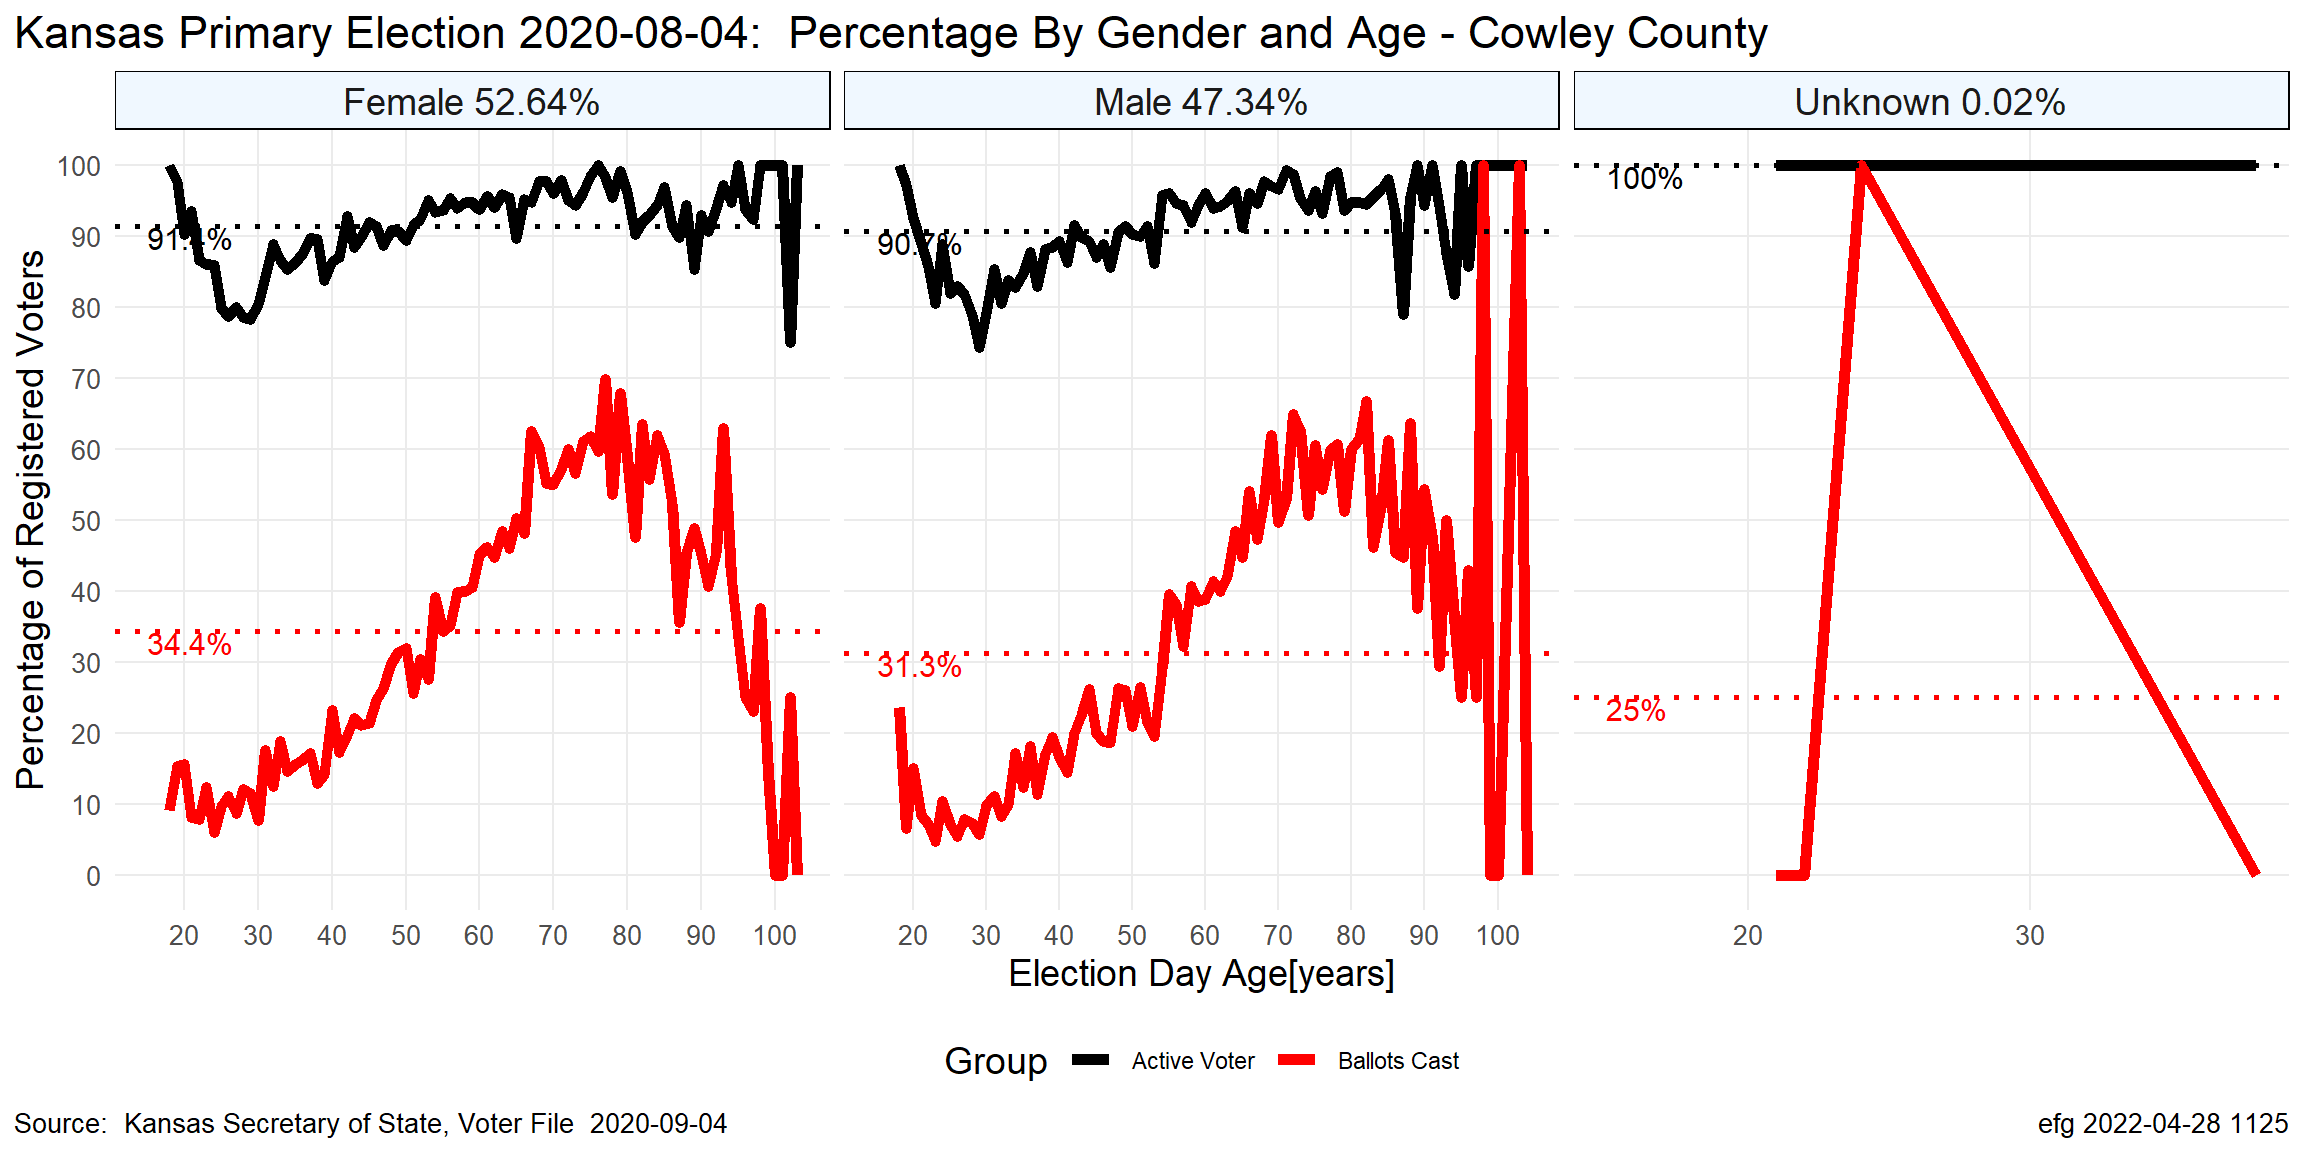 Kansas Primary Election 2020-08-04:  Percentage By Gender and Age - Cowley County
Female 52.64%
Male 47.34%
Unknown 0.02%
Percentage of Registered Voters
100
90
80
70
60
50
40
30
20
10
0
91.4%
34.4%
90.7%
31.3%
100%
25%
20 30 40 50 60 70 80 90 100
20 30 40 50 60 70 80 90 100
20 30
Election Day Age[years]
Group Active Voter Ballots Cast
Source:  Kansas Secretary of State, Voter File  2020-09-04
efg 2022-04-28 1125